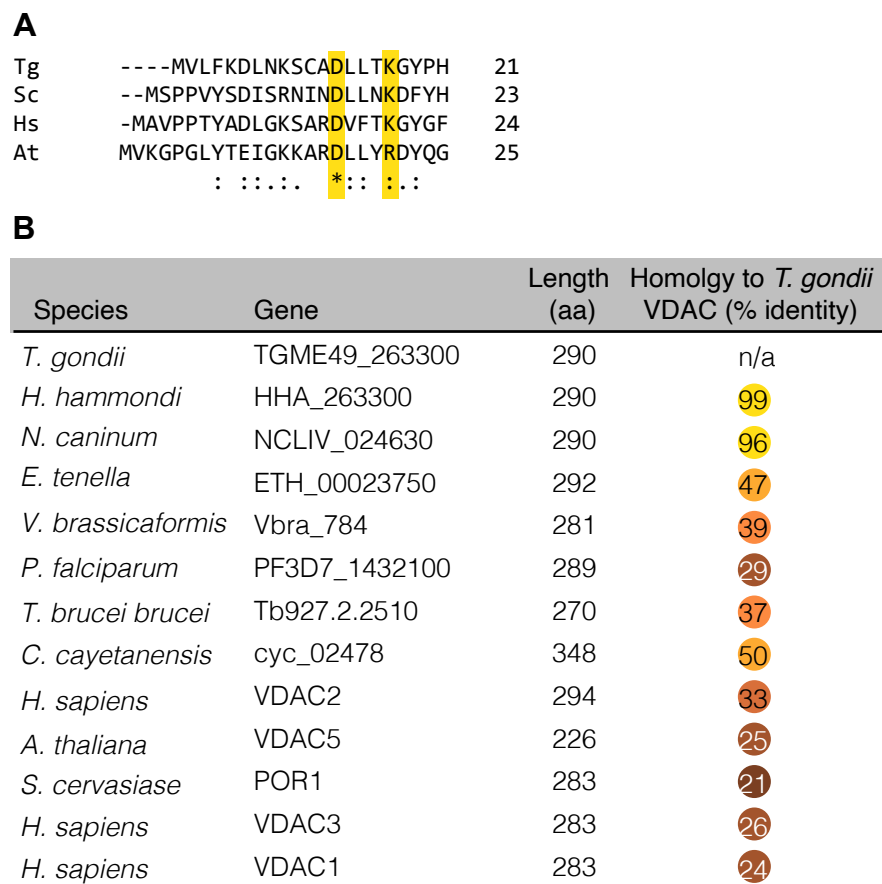 A
Tg ----MVLFKDLNKSCADLLTKGYPH 21
Sc --MSPPVYSDISRNINDLLNKDFYH 23
Hs -MAVPPTYADLGKSARDVFTKGYGF 24
At MVKGPGLYTEIGKKARDLLYRDYQG 25
: ::.:. *:: :.:
B
Length Homolgy to T. gondii
Species Gene (aa) VDAC (% identity)
T. gondii TGME49_263300 290 n/a
H. hammondi HHA_263300 290 99
N. caninum NCLIV_024630 290 96
E. tenella ETH_00023750 292 47
V. brassicaformis Vbra_784 281 39
P. falciparum PF3D7_1432100 289 29
T. brucei brucei Tb927.2.2510 270 37
C. cayetanensis cyc_02478 348 50
H. sapiens VDAC2 294 33
A. thaliana VDAC5 226 25
S. cervasiase POR1 283 21
H. sapiens VDAC3 283 26
H. sapiens VDAC1 283 24